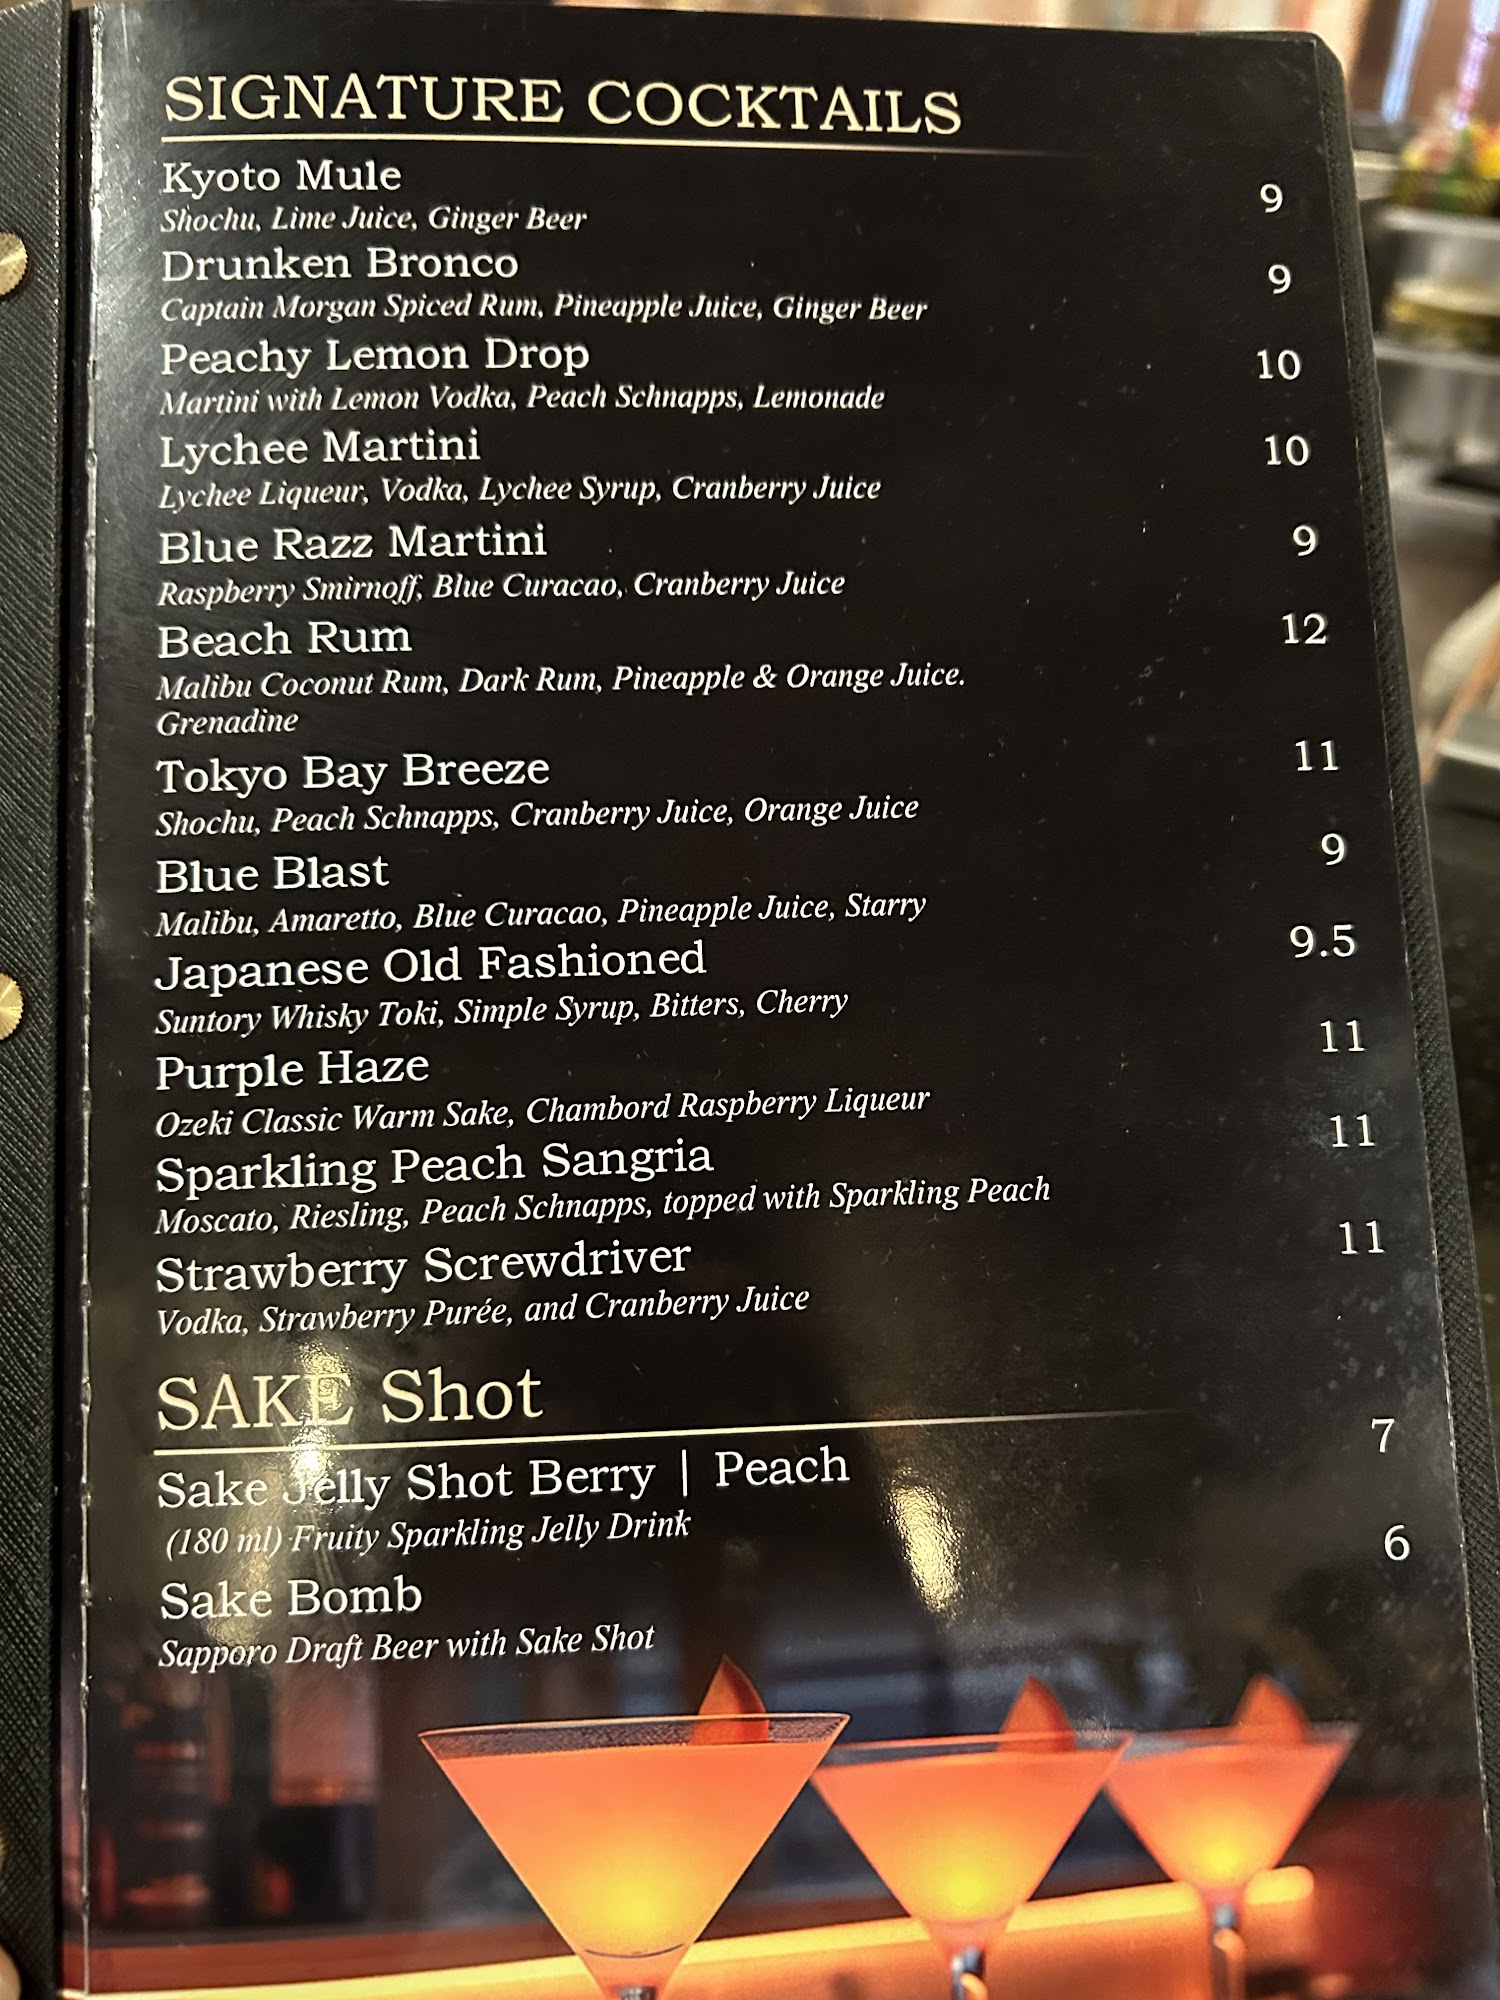 SIGNATURE COCKTAILS
Kyoto Mule 9
Shochu, Lime Juice, Ginger Beer
Drunken Bronco 9
Captain Morgan Spiced Rum, Pineapple Juice, Ginger Beer
Peachy Lemon Drop 10
Martini with Lemon Vodka, Peach Schnapps, Lemonade
Lychee Martini 10
Lychee Liqueur, Vodka, Lychee Syrup, Cranberry Juice
Blue Razz Martini 9
Raspberry Smirnoff, Blue Curacao, Cranberry Juice
Beach Rum 12
Malibu Coconut Rum, Dark Rum, Pineapple & Orange Juice.
Grenadine
Tokyo Bay Breeze 11
Shochu, Peach Schnapps, Cranberry Juice, Orange Juice
Blue Blast 9
Malibu, Amaretto, Blue Curacao, Pineapple Juice, Starry
Japanese Old Fashioned 9.5
Suntory Whisky Toki, Simple Syrup, Bitters, Cherry
Purple Haze 11
Ozeki Classic Warm Sake, Chambord Raspberry Liqueur
Sparkling Peach Sangria 11
Moscato, Riesling, Peach Schnapps, topped with Sparkling Peach
Strawberry Screwdriver 11
Vodka, Strawberry Purée, and Cranberry Juice
SAKE Shot
Sake Jelly Shot Berry | Peach 7
(180 ml) Fruity Sparkling Jelly Drink
Sake Bomb 6
Sapporo Draft Beer with Sake Shot